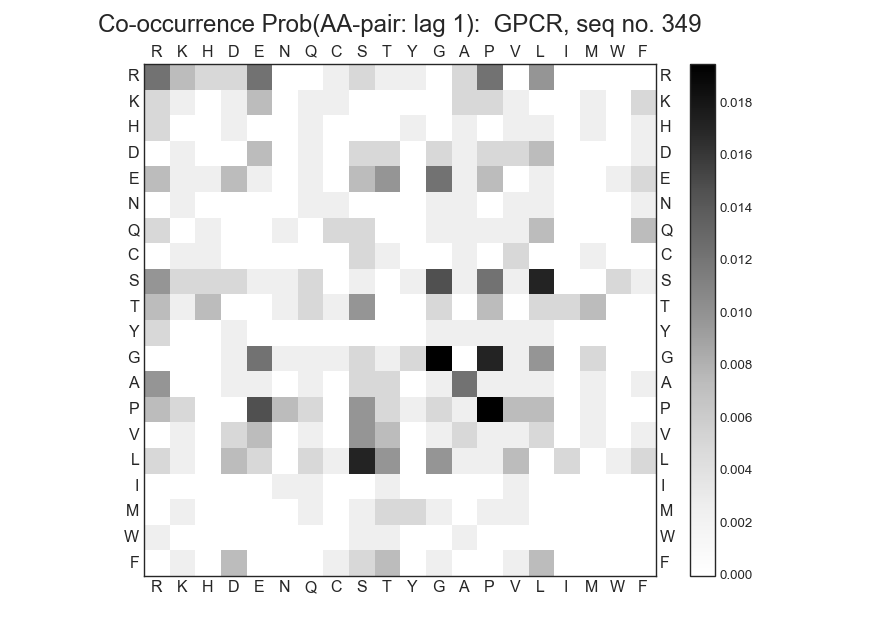 Co-occurrence Prob(AA-pair: lag 1):  GPCR, seq no. 349
R K H D E N Q C S T Y G A P V L I M W F
R R
K K
H H
D D
E E
N N
Q Q
C C
S S
T T
Y Y
G G
A A
P P
V V
L L
I I
M M
W W
F F
R K H D E N Q C S T Y G A P V L I M W F
0.018
0.016
0.014
0.012
0.010
0.008
0.006
0.004
0.002
0.000